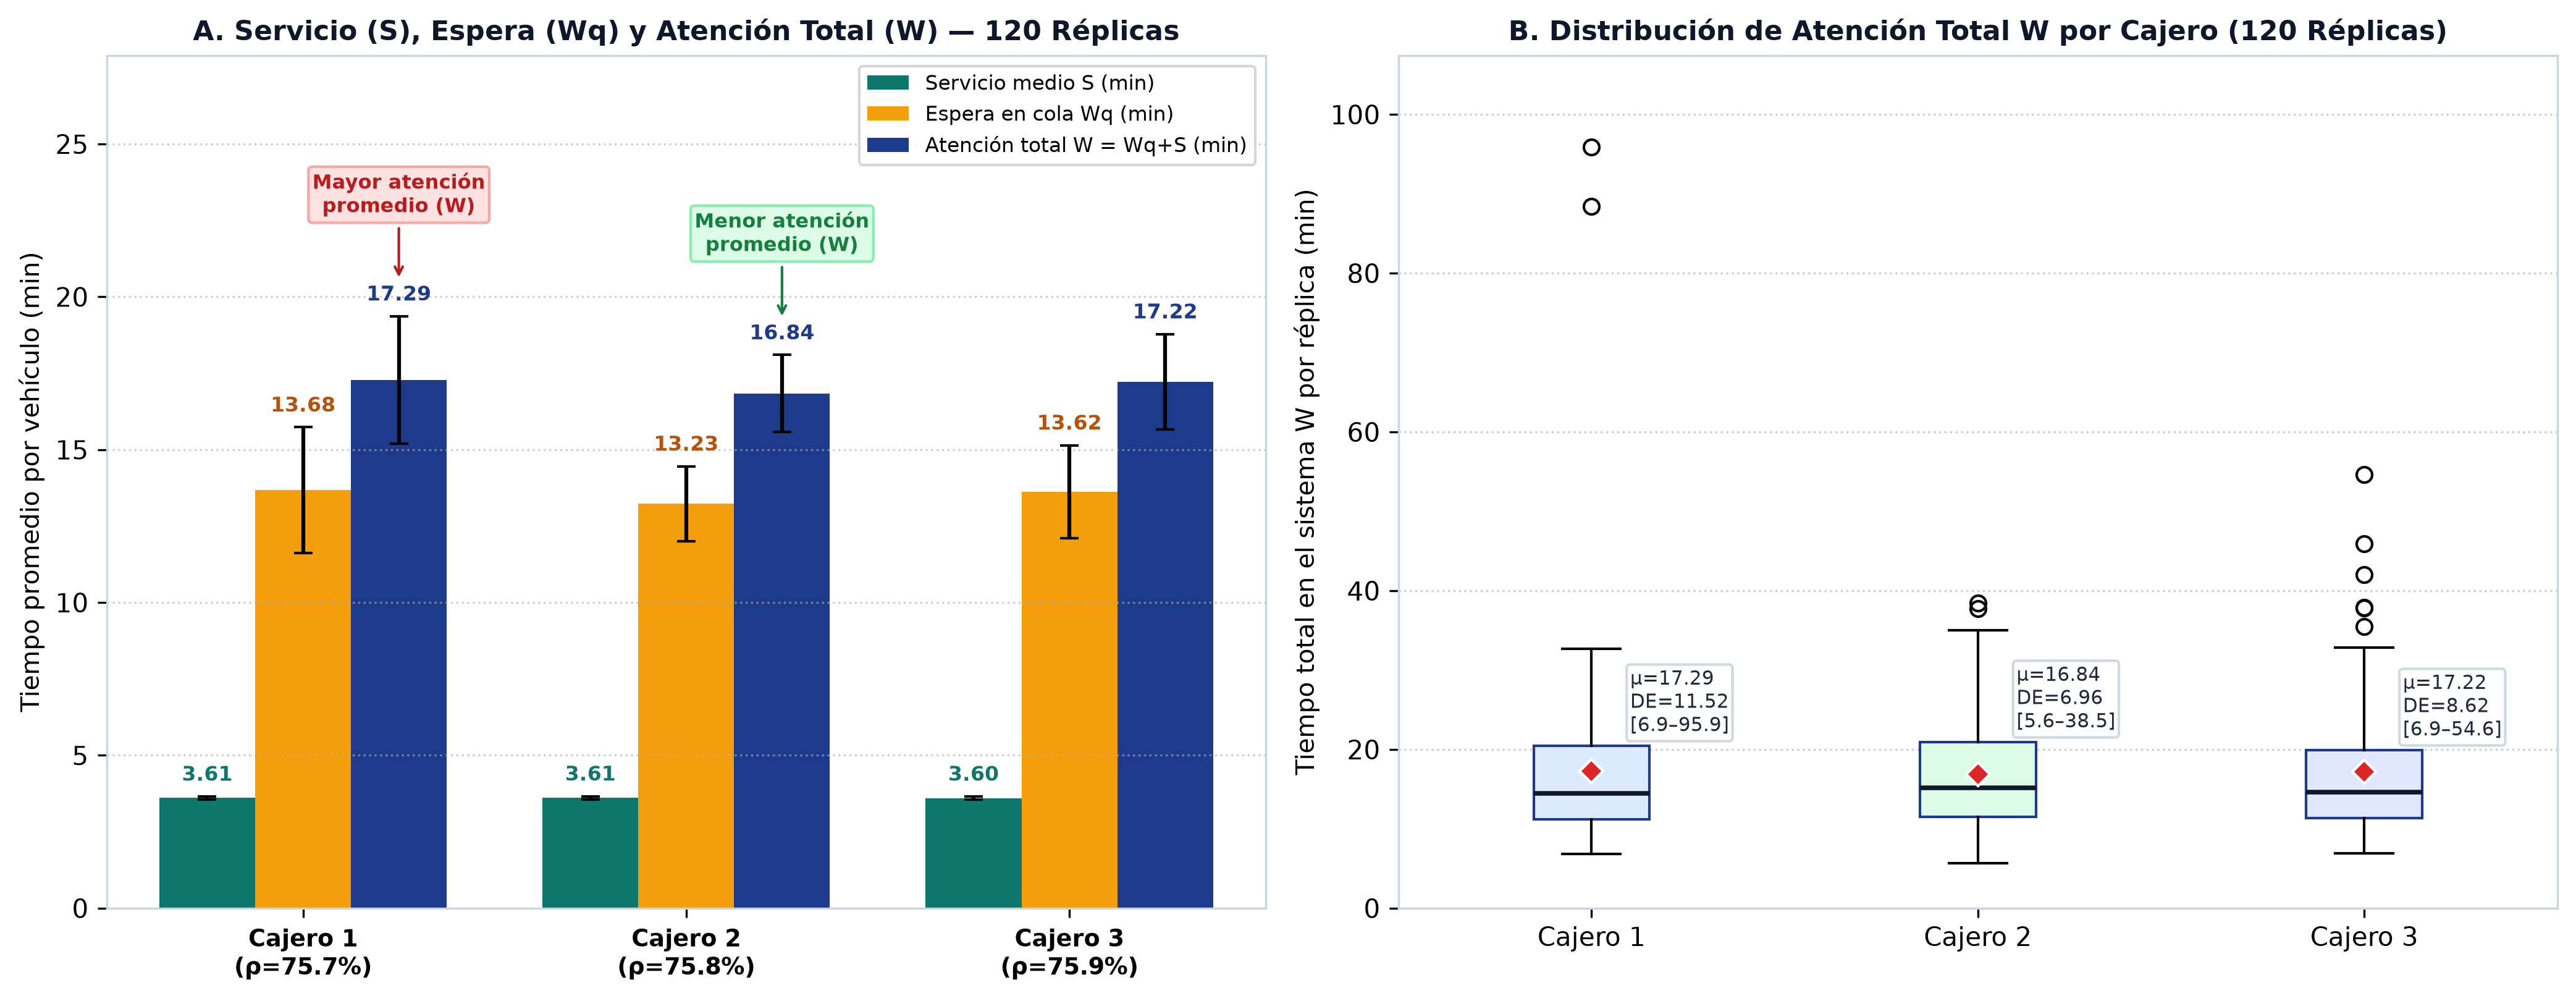 A. Servicio (S), Espera (Wq) y Atención Total (W) — 120 Réplicas
Servicio medio S (min)
Espera en cola Wq (min)
Atención total W = Wq+S (min)
Tiempo promedio por vehículo (min)
25
20
15
10
5
0
Mayor atención
promedio (W)
Menor atención
promedio (W)
3.61
13.68
17.29
3.61
13.23
16.84
3.60
13.62
17.22
Cajero 1
(ρ=75.7%)
Cajero 2
(ρ=75.8%)
Cajero 3
(ρ=75.9%)
B. Distribución de Atención Total W por Cajero (120 Réplicas)
Tiempo total en el sistema W por réplica (min)
100
80
60
40
20
0
μ=17.29
DE=11.52
[6.9–95.9]
μ=16.84
DE=6.96
[5.6–38.5]
μ=17.22
DE=8.62
[6.9–54.6]
Cajero 1
Cajero 2
Cajero 3